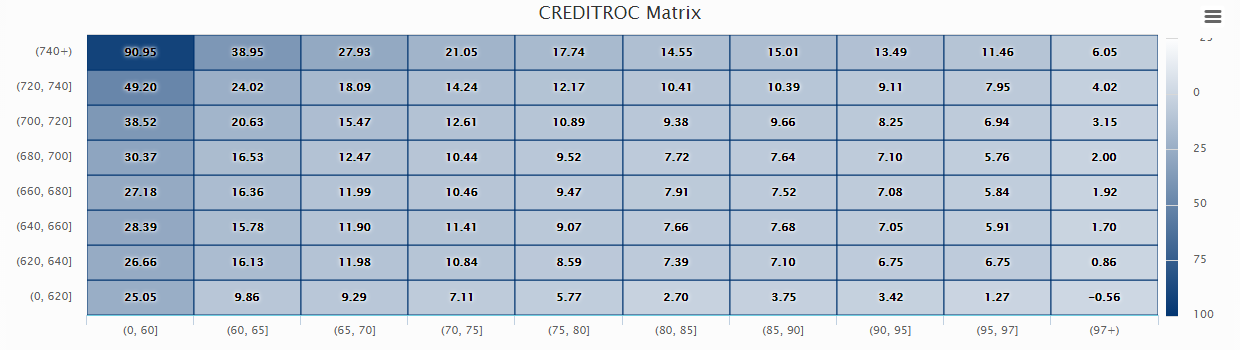 CREDITROC Matrix
(740+) 90.95 38.95 27.93 21.05 17.74 14.55 15.01 13.49 11.46 6.05
(720, 740] 49.20 24.02 18.09 14.24 12.17 10.41 10.39 9.11 7.95 4.02
(700, 720] 38.52 20.63 15.47 12.61 10.89 9.38 9.66 8.25 6.94 3.15
(680, 700] 30.37 16.53 12.47 10.44 9.52 7.72 7.64 7.10 5.76 2.00
(660, 680] 27.18 16.36 11.99 10.46 9.47 7.91 7.52 7.08 5.84 1.92
(640, 660] 28.39 15.78 11.90 11.41 9.07 7.66 7.68 7.05 5.91 1.70
(620, 640] 26.66 16.13 11.98 10.84 8.59 7.39 7.10 6.75 6.75 0.86
(0, 620] 25.05 9.86 9.29 7.11 5.77 2.70 3.75 3.42 1.27 −0.56
(0, 60] (60, 65] (65, 70] (70, 75] (75, 80] (80, 85] (85, 90] (90, 95] (95, 97] (97+)
0
25
50
75
100